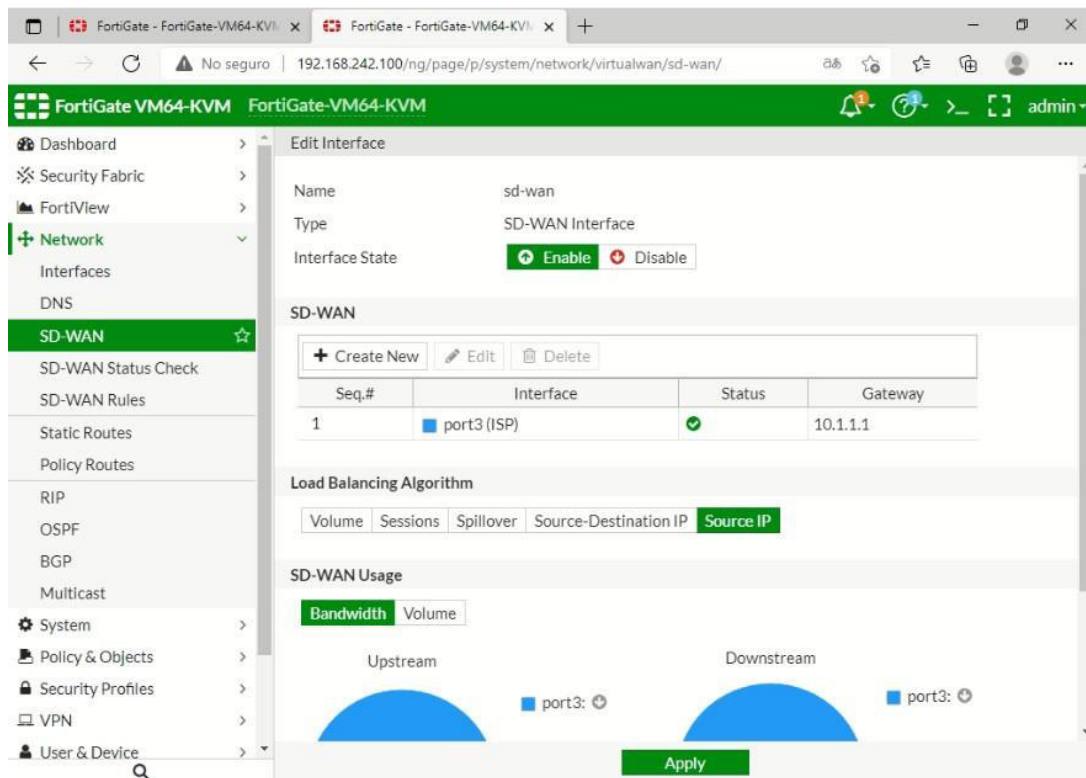 FortiGate - FortiGate-VM64-KVM
FortiGate - FortiGate-VM64-KVM
No seguro 192.168.242.100/ng/page/p/system/network/virtualwan/sd-wan/
FortiGate VM64-KVM FortiGate-VM64-KVM 1 1 >_ admin
Dashboard
Security Fabric
FortiView
Network
Interfaces
DNS
SD-WAN
SD-WAN Status Check
SD-WAN Rules
Static Routes
Policy Routes
RIP
OSPF
BGP
Multicast
System
Policy & Objects
Security Profiles
VPN
User & Device
Edit Interface
Name sd-wan
Type SD-WAN Interface
Interface State Enable Disable
SD-WAN
+ Create New Edit Delete
Seq.# Interface Status Gateway
1 port3 (ISP) 10.1.1.1
Load Balancing Algorithm
Volume Sessions Spillover Source-Destination IP Source IP
SD-WAN Usage
Bandwidth Volume
Upstream Downstream
port3: port3:
Apply